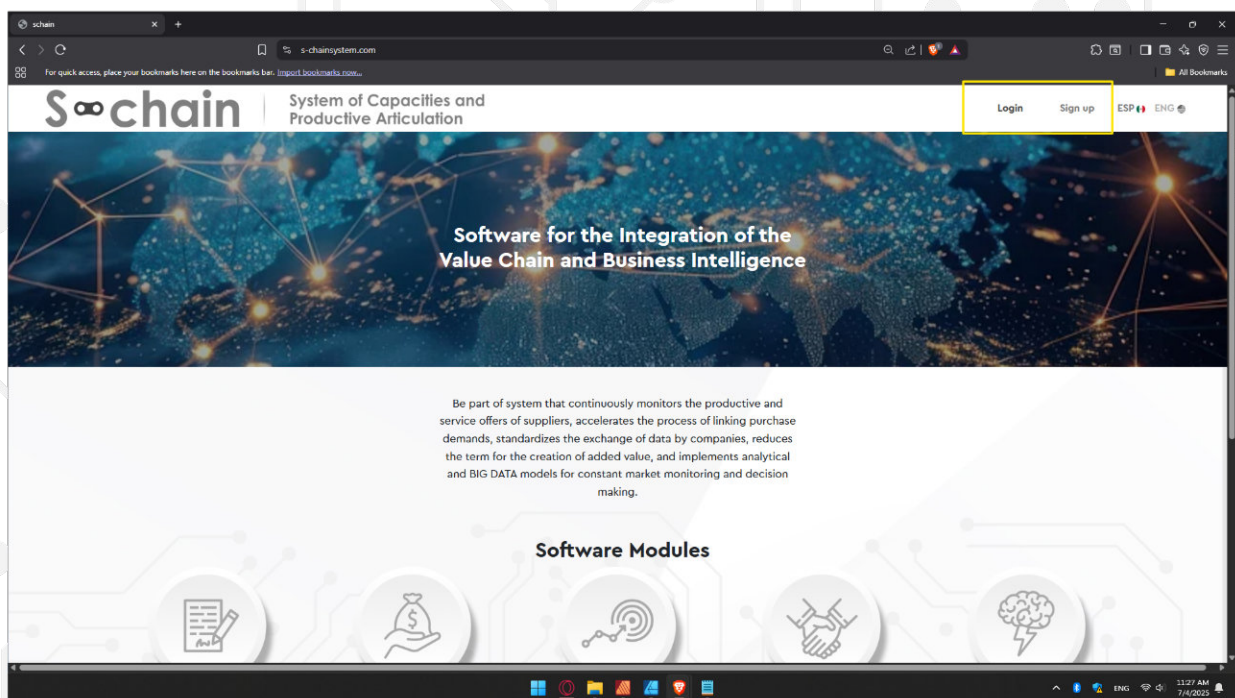 schain
s-chainsystem.com
For quick access, place your bookmarks here on the bookmarks bar. Import bookmarks now...
All Bookmarks
S chain
System of Capacities and
Productive Articulation
Login
Sign up
ESP
ENG
Software for the Integration of the
Value Chain and Business Intelligence
Be part of system that continuously monitors the productive and
service offers of suppliers, accelerates the process of linking purchase
demands, standardizes the exchange of data by companies, reduces
the term for the creation of added value, and implements analytical
and BIG DATA models for constant market monitoring and decision
making.
Software Modules
ENG
11:27 AM
7/4/2025